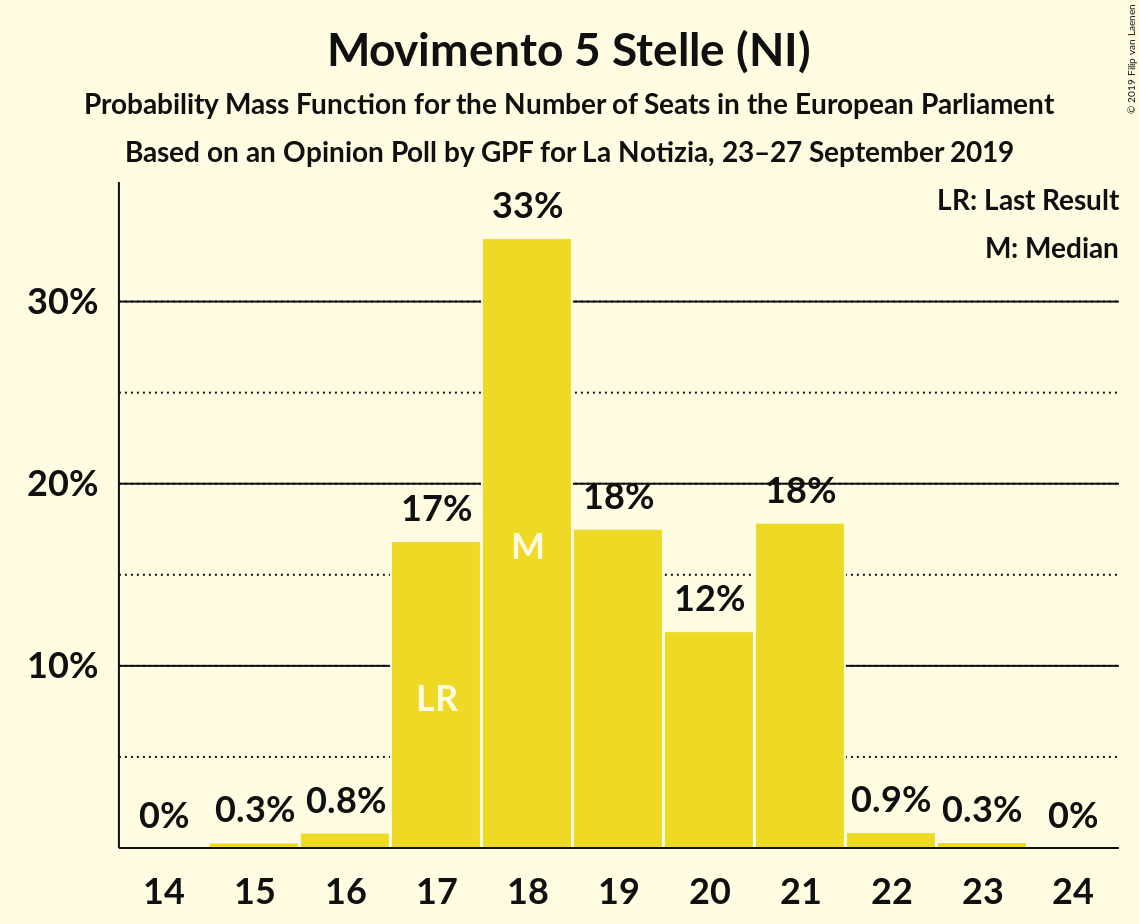 Movimento 5 Stelle (NI)
Probability Mass Function for the Number of Seats in the European Parliament
Based on an Opinion Poll by GPF for La Notizia, 23–27 September 2019
© 2019 Filip van Laenen
LR: Last Result
M: Median
33%
30%
20%
10%
17%
18%
12%
18%
M
LR
0%
0.3%
0.8%
0.9%
0.3%
0%
14 15 16 17 18 19 20 21 22 23 24